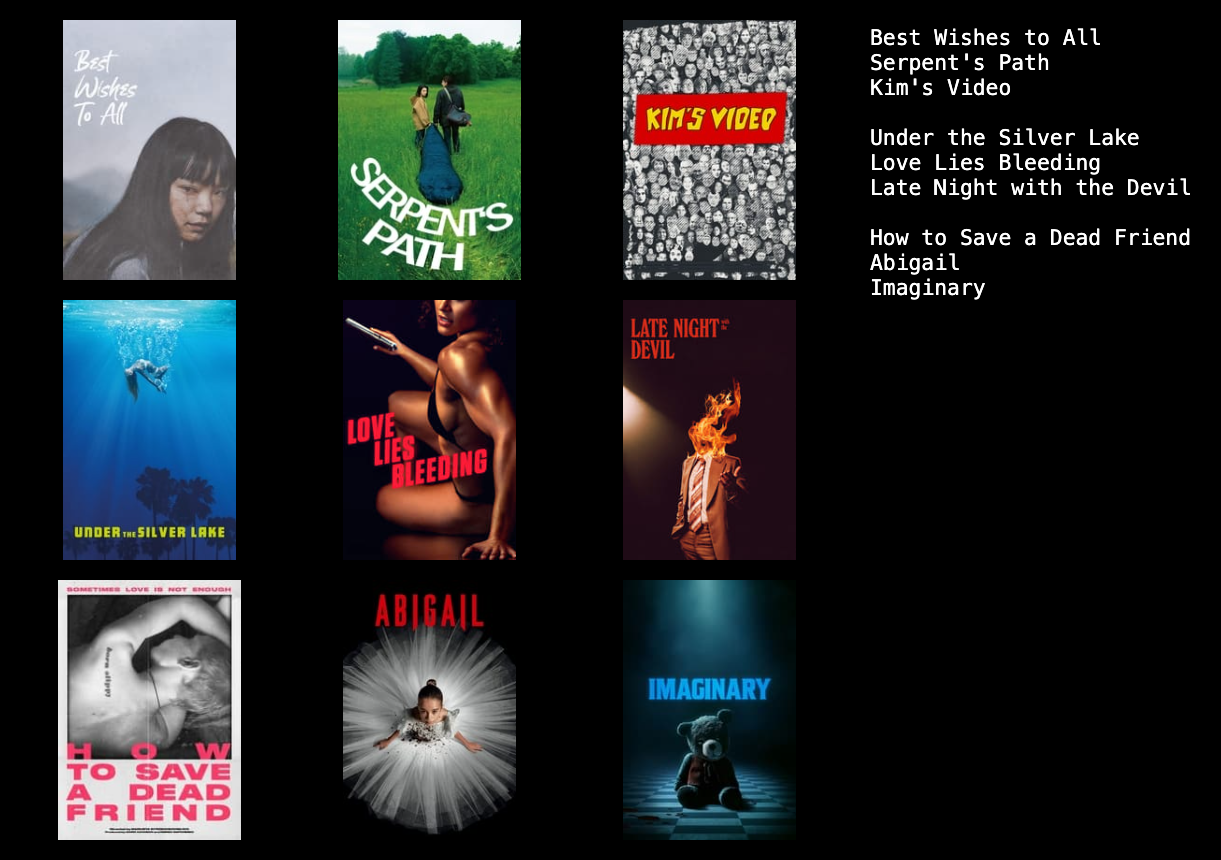 Best
Wishes
To All
SERPENT'S
PATH
KIM'S VIDEO
Best Wishes to All
Serpent's Path
Kim's Video
UNDER THE SILVER LAKE
LOVE
LIES
BLEEDING
LATE NIGHT with the
DEVIL
Under the Silver Lake
Love Lies Bleeding
Late Night with the Devil
SOMETIMES LOVE IS NOT ENOUGH
HOW
TO SAVE
A DEAD
FRIEND
ABIGAIL
IMAGINARY
How to Save a Dead Friend
Abigail
Imaginary